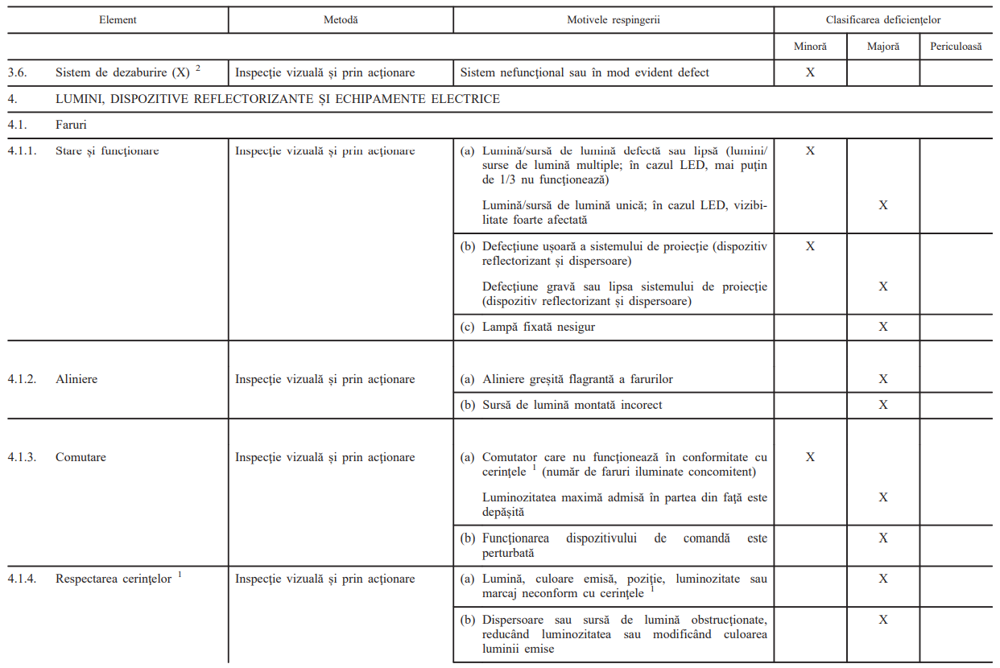 Element Metodă Motivele respingerii Clasificarea deficiențelor
Minoră Majoră Periculoasă
3.6. Sistem de dezaburire (X) 2 Inspecție vizuală și prin acționare Sistem nefuncțional sau în mod evident defect X
4. LUMINI, DISPOZITIVE REFLECTORIZANTE ȘI ECHIPAMENTE ELECTRICE
4.1. Faruri
4.1.1. Stare și funcționare Inspecție vizuală și prin acționare (a) Lumină/sursă de lumină defectă sau lipsă (lumini/ X
surse de lumină multiple; în cazul LED, mai puțin
de 1/3 nu funcționează)
Lumină/sursă de lumină unică; în cazul LED, vizibi- X
litate foarte afectată
(b) Defecțiune ușoară a sistemului de proiecție (dispozitiv X
reflectorizant și dispersoare)
Defecțiune gravă sau lipsa sistemului de proiecție X
(dispozitiv reflectorizant și dispersoare)
(c) Lampă fixată nesigur X
4.1.2. Aliniere Inspecție vizuală și prin acționare (a) Aliniere greșită flagrantă a farurilor X
(b) Sursă de lumină montată incorect X
4.1.3. Comutare Inspecție vizuală și prin acționare (a) Comutator care nu funcționează în conformitate cu X
cerințele 1 (număr de faruri iluminate concomitent)
Luminozitatea maximă admisă în partea din față este X
depășită
(b) Funcționarea dispozitivului de comandă este X
perturbată
4.1.4. Respectarea cerințelor 1 Inspecție vizuală și prin acționare (a) Lumină, culoare emisă, poziție, luminozitate sau X
marcaj neconform cu cerințele 1
(b) Dispersoare sau sursă de lumină obstrucționate, X
reducând luminozitatea sau modificând culoarea
luminii emise